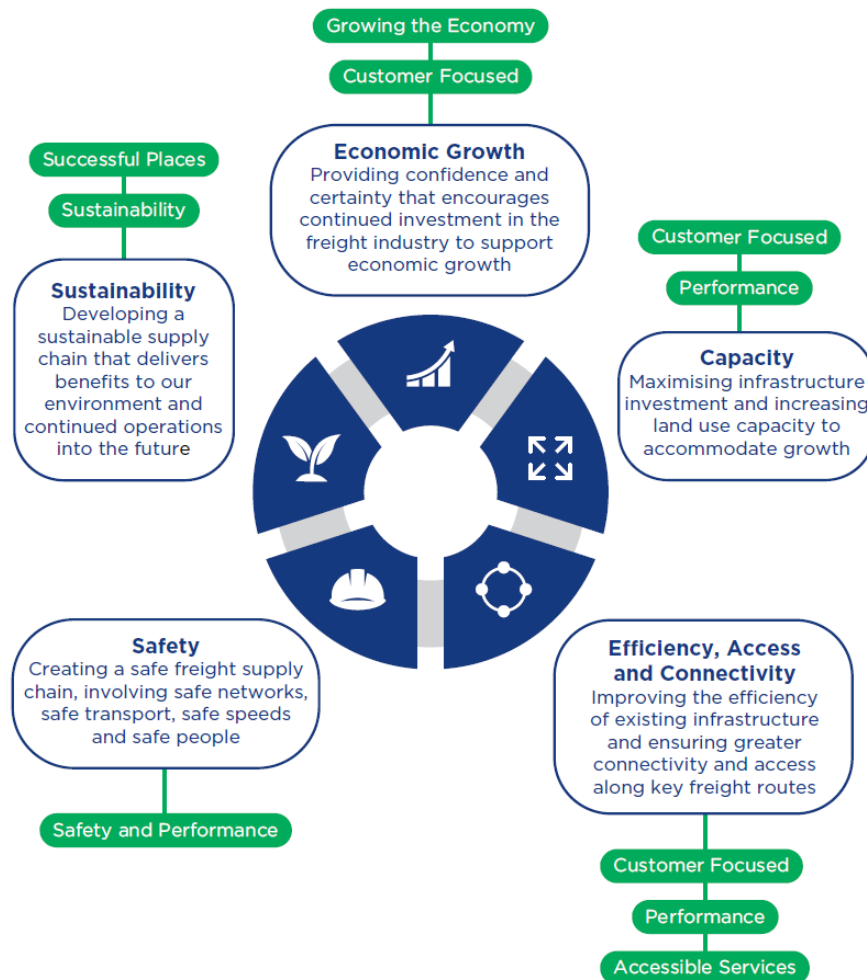 Growing the Economy
Customer Focused
Economic Growth
Providing confidence and
certainty that encourages
continued investment in the
freight industry to support
economic growth
Successful Places
Sustainability
Sustainability
Developing a
sustainable supply
chain that delivers
benefits to our
environment and
continued operations
into the future
Customer Focused
Performance
Capacity
Maximising infrastructure
investment and increasing
land use capacity to
accommodate growth
Safety
Creating a safe freight supply
chain, involving safe networks,
safe transport, safe speeds
and safe people
Safety and Performance
Efficiency, Access
and Connectivity
Improving the efficiency
of existing infrastructure
and ensuring greater
connectivity and access
along key freight routes
Customer Focused
Performance
Accessible Services